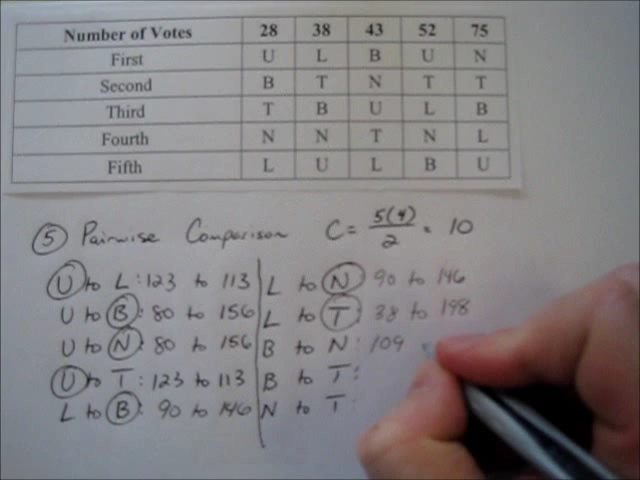 Number of Votes 28 38 43 52 75
First U L B U N
Second B T N T T
Third T B U L B
Fourth N N T N L
Fifth L U L B U
5 Pairwise Comparison C = 5(4)/2 = 10
U to L: 123 to 113
U to B: 80 to 156
U to N: 80 to 156
U to T: 123 to 113
L to B: 90 to 146
L to N 90 to 146
L to T: 38 to 198
B to N: 109
B to T:
N to T: